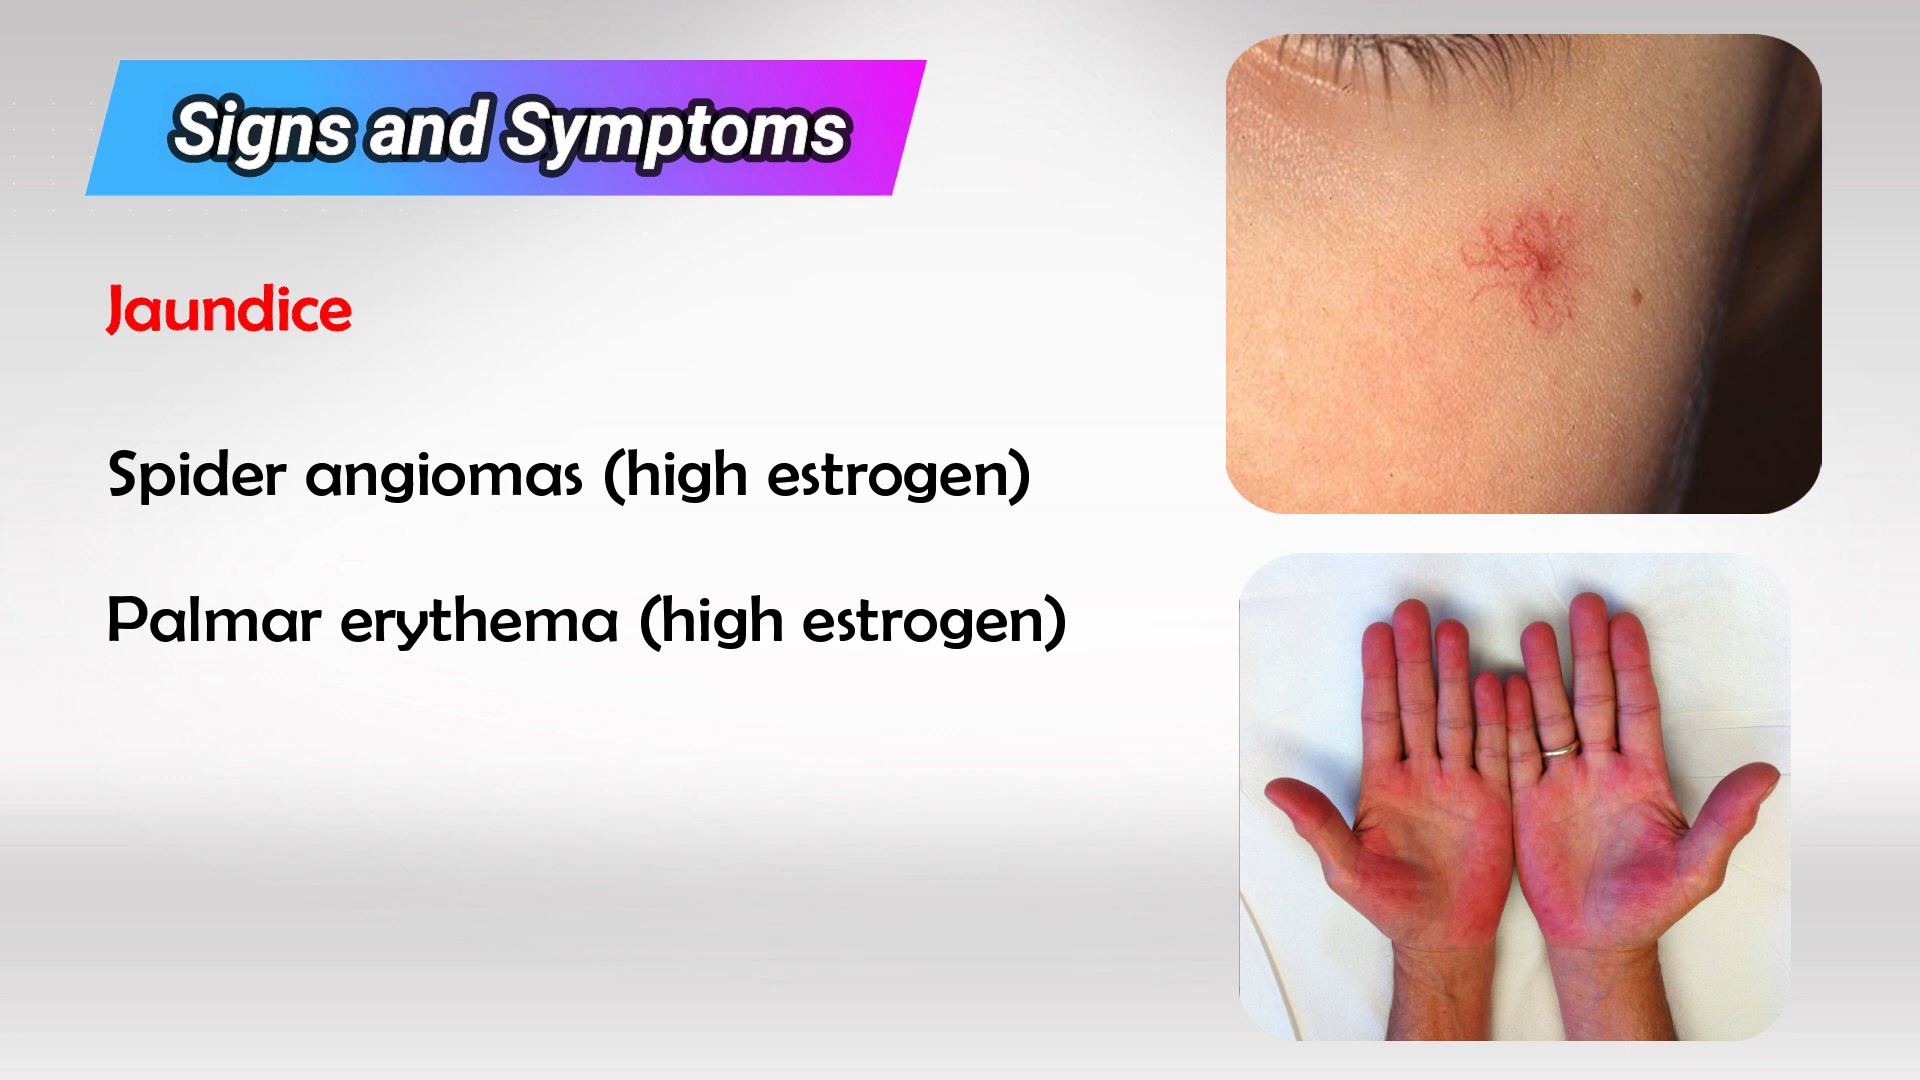 Signs and Symptoms
Jaundice
Spider angiomas (high estrogen)
Palmar erythema (high estrogen)